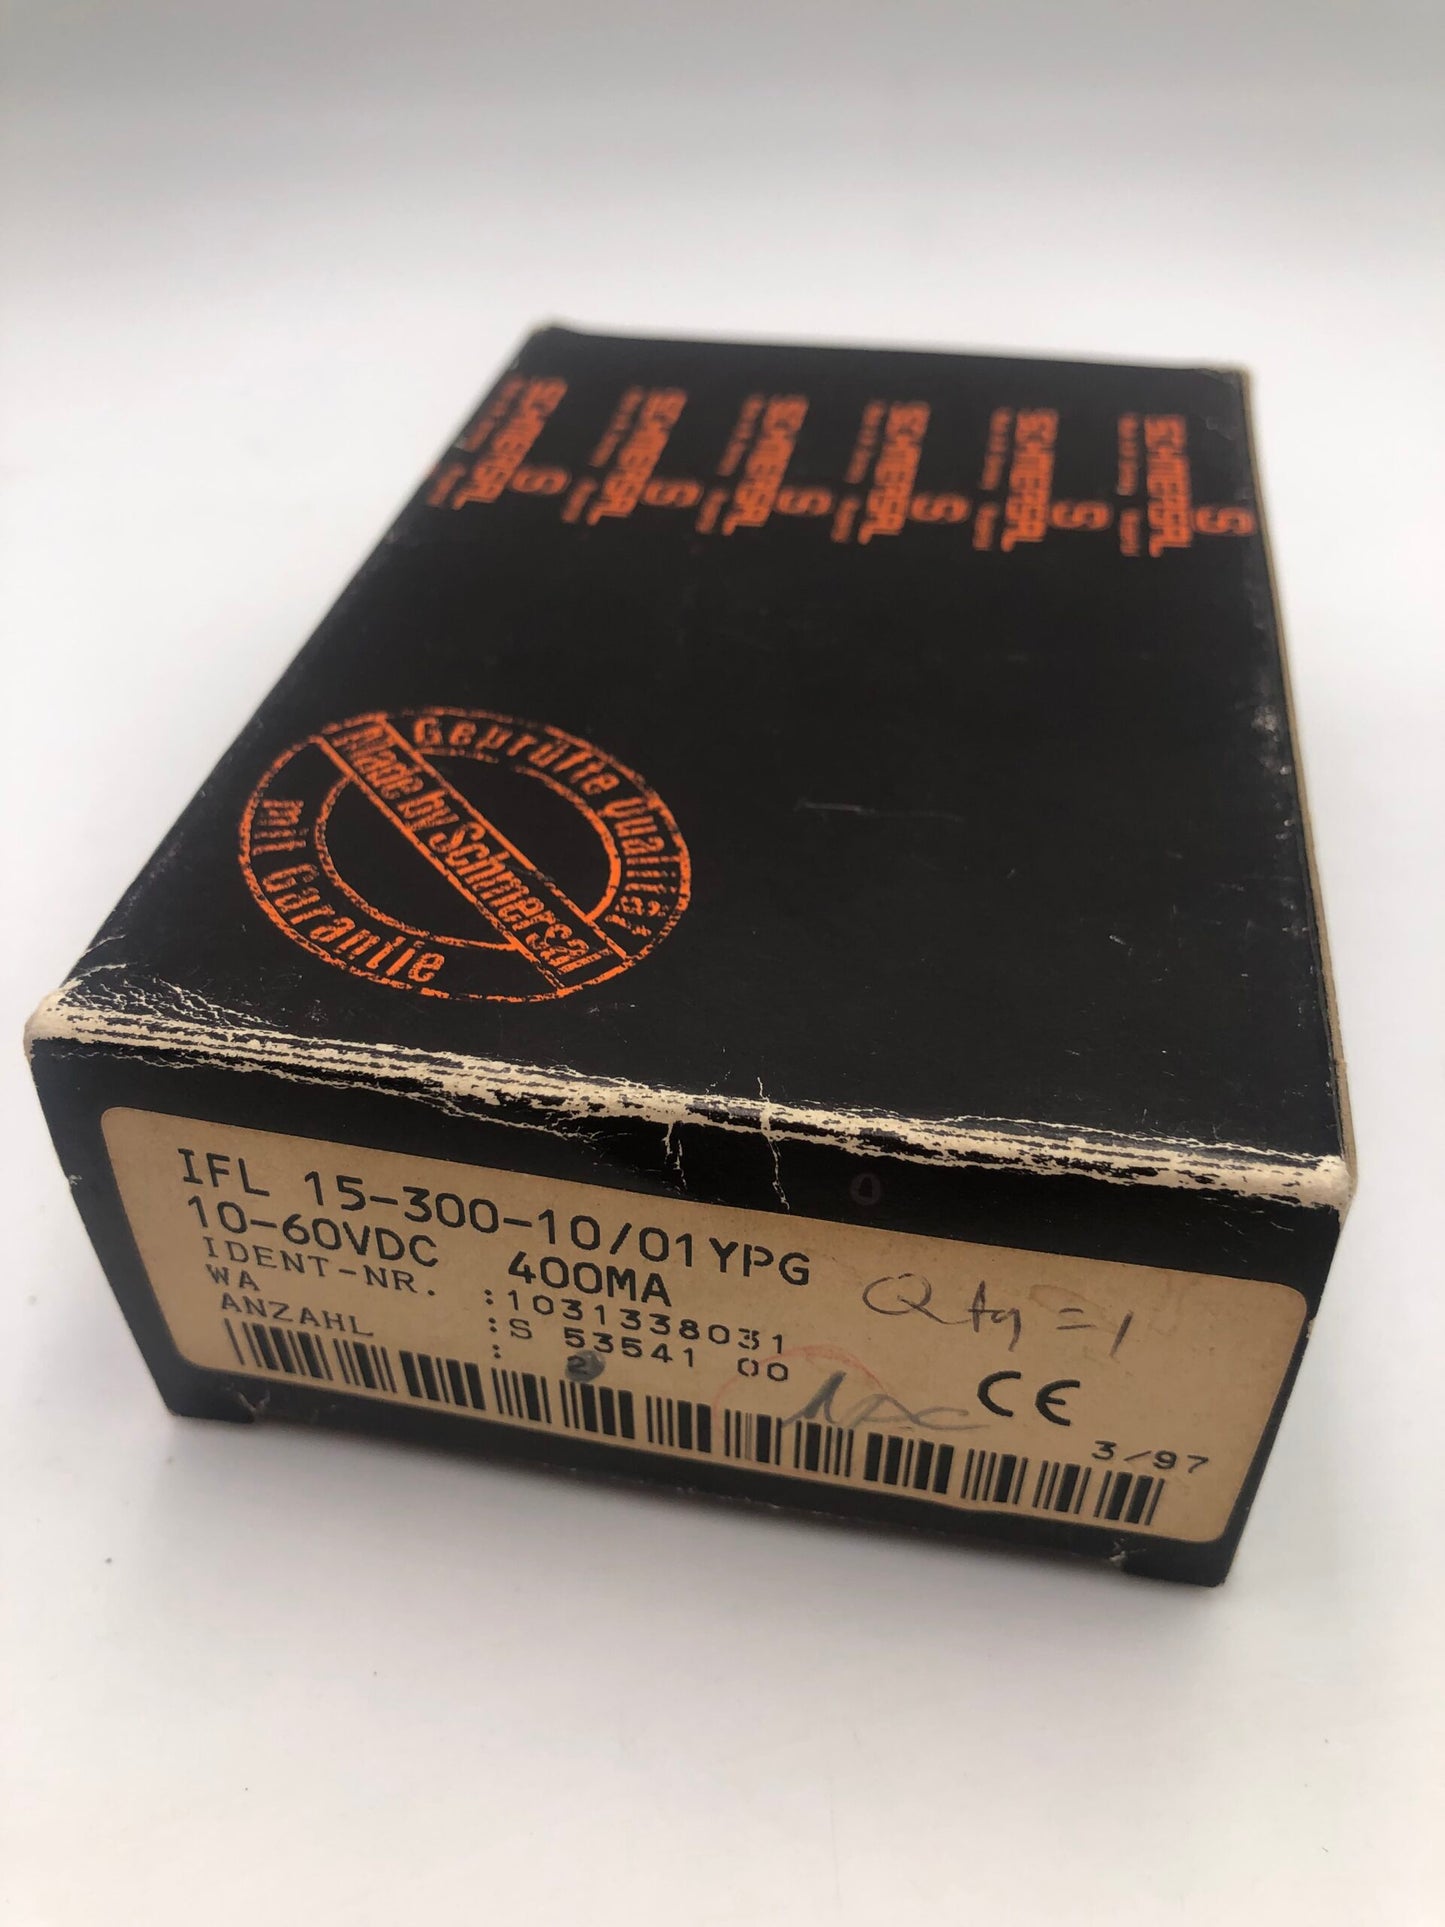 SCHMERSAL
S
SCHMERSAL
S
SCHMERSAL
S
SCHMERSAL
S
SCHMERSAL
S
SCHMERSAL
S
Geprüfte Qualität
Made by Schmersal
mit Garantie
IFL 15-300-10/01YPG
10-60VDC 400MA
IDENT-NR. :1031338031
WA :S 53541 00
ANZAHL : 2
Qty = 1
CE
3/97